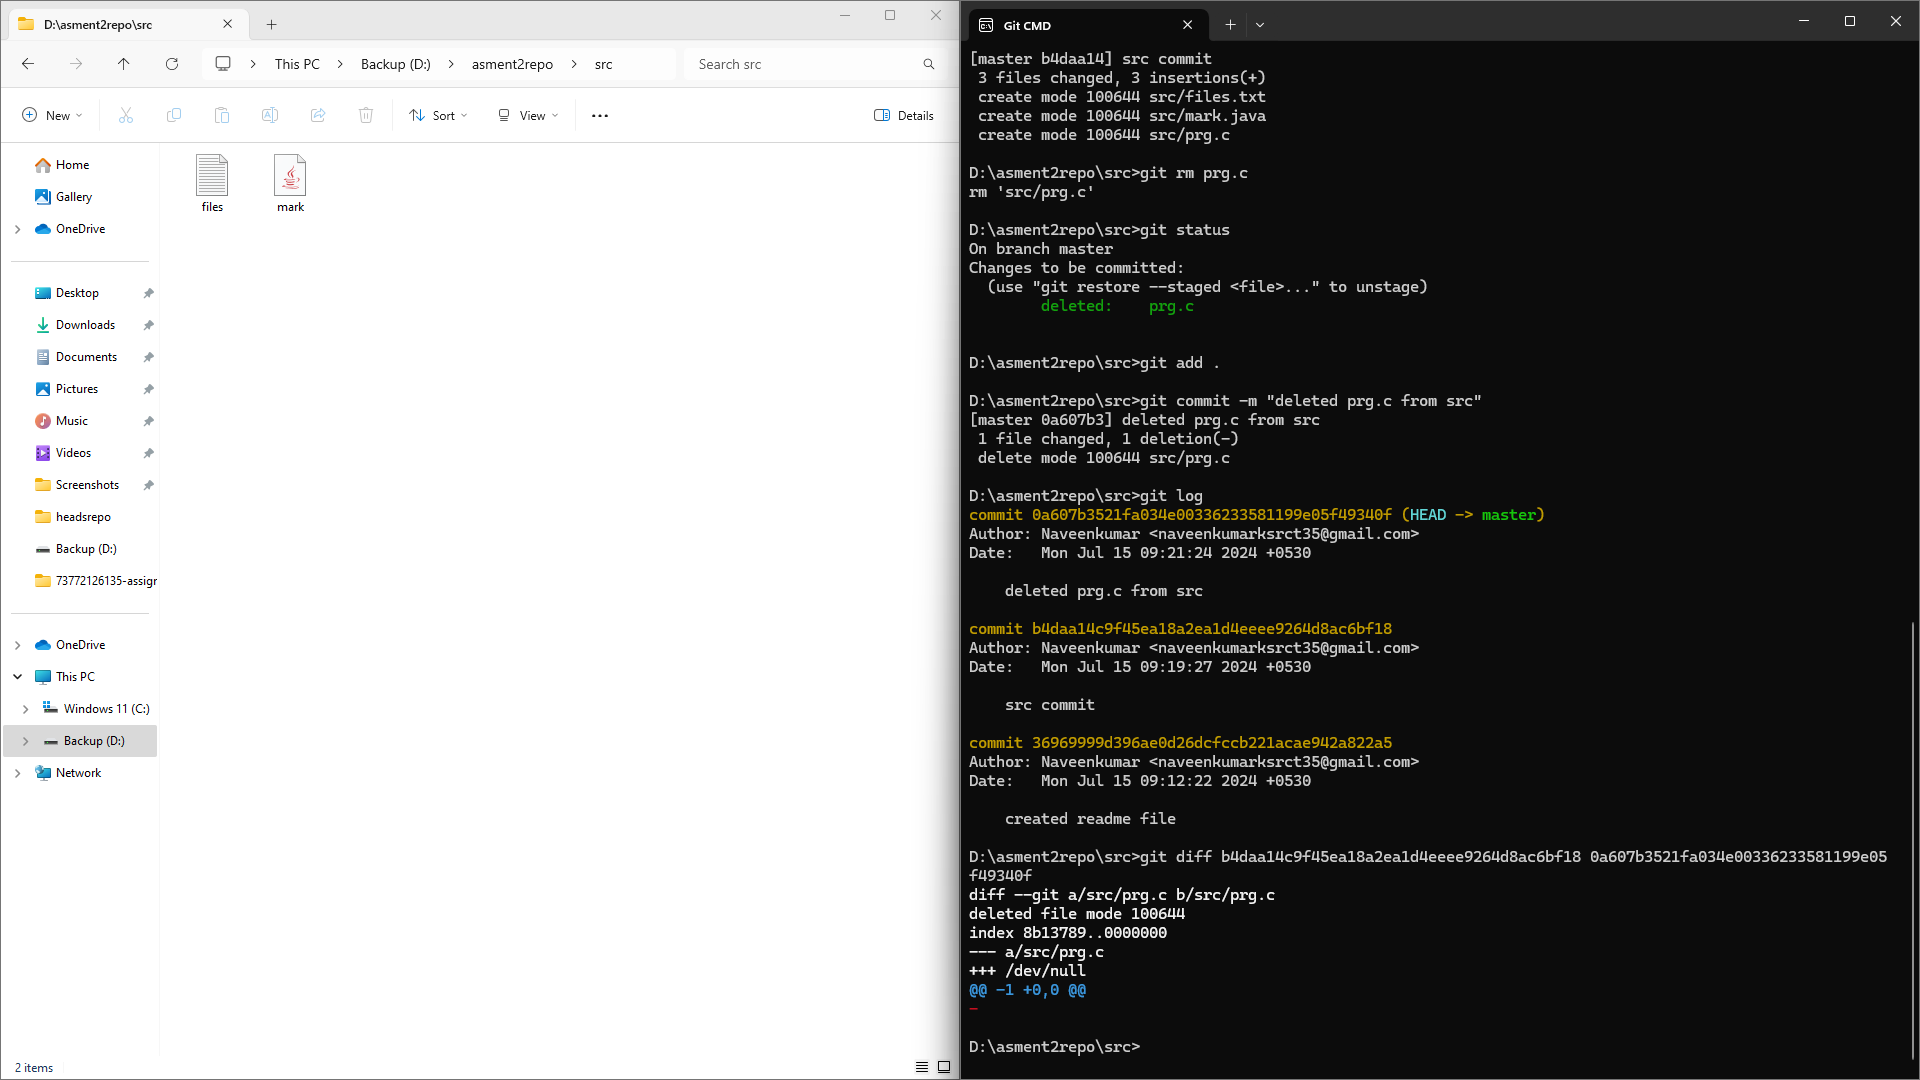 D:\asment2repo\src
This PC
Backup (D:)
asment2repo
src
Search src
New
Sort
View
Details
Home
Gallery
OneDrive
Desktop
Downloads
Documents
Pictures
Music
Videos
Screenshots
headsrepo
Backup (D:)
73772126135-assigr
OneDrive
This PC
Windows 11 (C:)
Backup (D:)
Network
files
mark
2 items
Git CMD
[master b4daa14] src commit
3 files changed, 3 insertions(+)
create mode 100644 src/files.txt
create mode 100644 src/mark.java
create mode 100644 src/prg.c
D:\asment2repo\src>git rm prg.c
rm 'src/prg.c'
D:\asment2repo\src>git status
On branch master
Changes to be committed:
(use "git restore --staged <file>..." to unstage)
deleted:    prg.c
D:\asment2repo\src>git add .
D:\asment2repo\src>git commit -m "deleted prg.c from src"
[master 0a607b3] deleted prg.c from src
1 file changed, 1 deletion(-)
delete mode 100644 src/prg.c
D:\asment2repo\src>git log
commit 0a607b3521fa034e00336233581199e05f49340f (HEAD -> master)
Author: Naveenkumar <naveenkumarksrct35@gmail.com>
Date:   Mon Jul 15 09:21:24 2024 +0530
deleted prg.c from src
commit b4daa14c9f45ea18a2ea1d4eeee9264d8ac6bf18
Author: Naveenkumar <naveenkumarksrct35@gmail.com>
Date:   Mon Jul 15 09:19:27 2024 +0530
src commit
commit 36969999d396ae0d26dcfccb221acae942a822a5
Author: Naveenkumar <naveenkumarksrct35@gmail.com>
Date:   Mon Jul 15 09:12:22 2024 +0530
created readme file
D:\asment2repo\src>git diff b4daa14c9f45ea18a2ea1d4eeee9264d8ac6bf18 0a607b3521fa034e00336233581199e05
f49340f
diff --git a/src/prg.c b/src/prg.c
deleted file mode 100644
index 8b13789..0000000
--- a/src/prg.c
+++ /dev/null
@@ -1 +0,0 @@
-
D:\asment2repo\src>